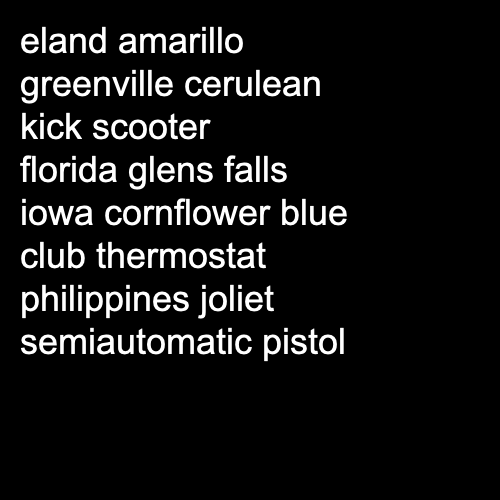 eland amarillo
greenville cerulean
kick scooter
florida glens falls
iowa cornflower blue
club thermostat
philippines joliet
semiautomatic pistol